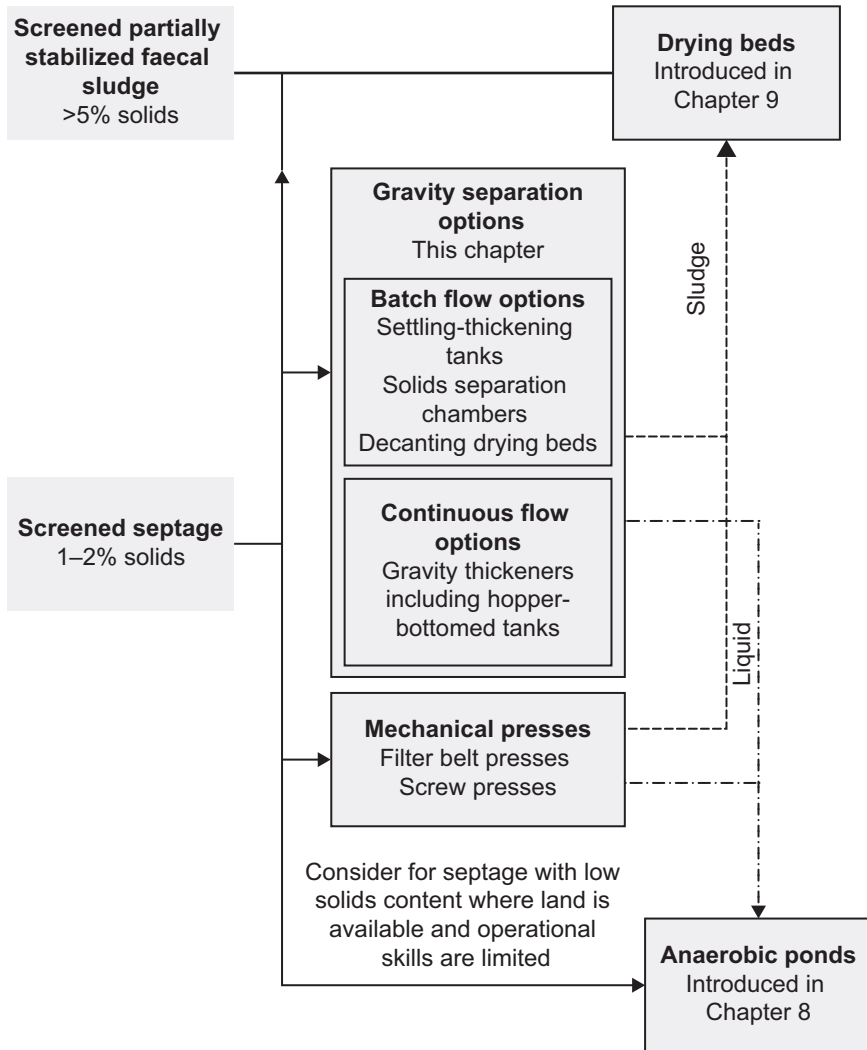 Screened partially
stabilized faecal
sludge
>5% solids
Drying beds
Introduced in
Chapter 9
Gravity separation
options
This chapter
Batch flow options
Settling-thickening
tanks
Solids separation
chambers
Decanting drying beds
Sludge
Screened septage
1–2% solids
Continuous flow
options
Gravity thickeners
including hopper-
bottomed tanks
Liquid
Mechanical presses
Filter belt presses
Screw presses
Consider for septage with low
solids content where land is
available and operational
skills are limited
Anaerobic ponds
Introduced in
Chapter 8